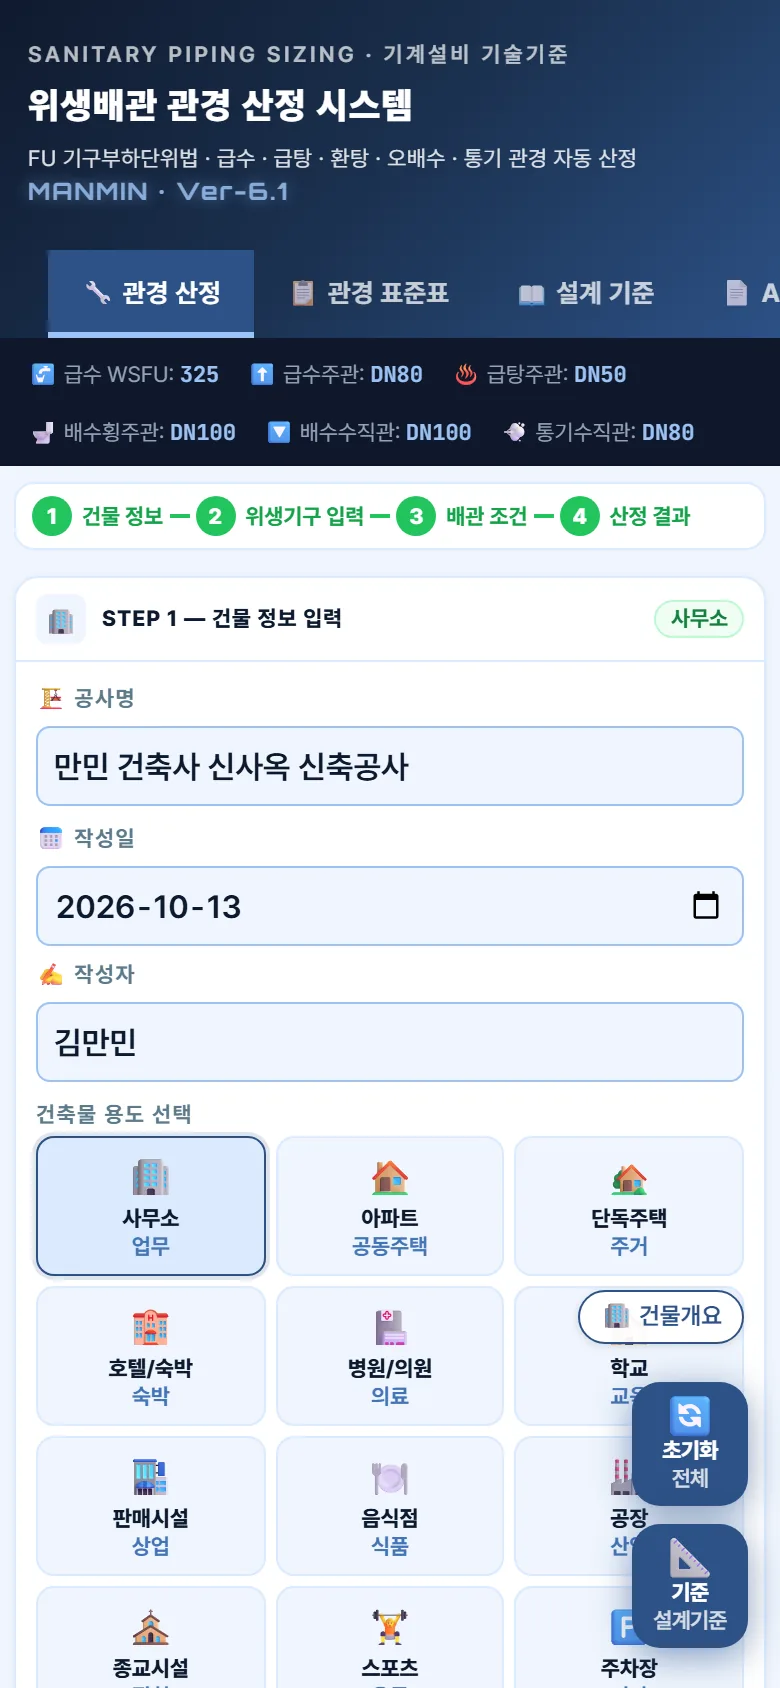 SANITARY PIPING SIZING · 기계설비 기술기준
위생배관 관경 산정 시스템
FU 기구부하단위법 · 급수 · 급탕 · 환탕 · 오배수 · 통기 관경 자동 산정
MANMIN · Ver-6.1
관경 산정 관경 표준표 설계 기준 A
급수 WSFU: 325 급수주관: DN80 급탕주관: DN50
배수횡주관: DN100 배수수직관: DN100 통기수직관: DN80
1 건물 정보 2 위생기구 입력 3 배관 조건 4 산정 결과
STEP 1 — 건물 정보 입력 사무소
공사명
만민 건축사 신사옥 신축공사
작성일
2026-10-13
작성자
김만민
건축물 용도 선택
사무소 아파트 단독주택
업무 공동주택 주거
건물개요
호텔/숙박 병원/의원 학교
숙박 의료 교육
초기화
전체
판매시설 음식점 공장
상업 식품
기준
설계기준
종교시설 스포츠 주차장